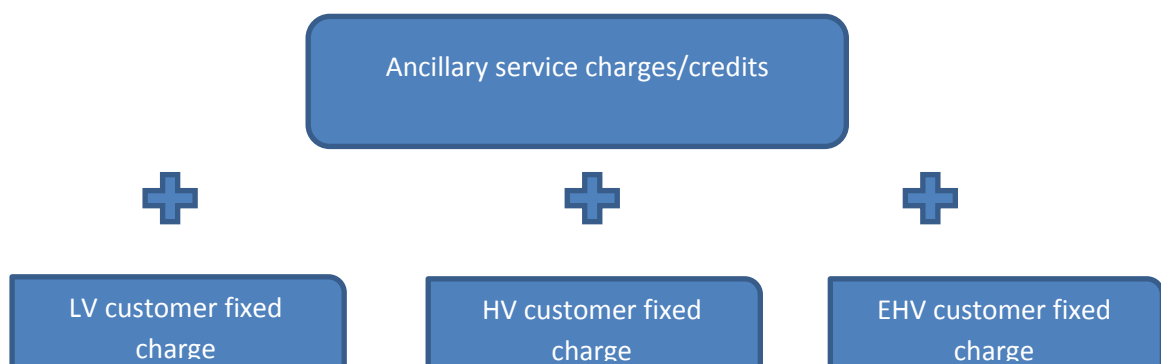 Ancillary service charges/credits
LV customer fixed
charge
HV customer fixed
charge
EHV customer fixed
charge